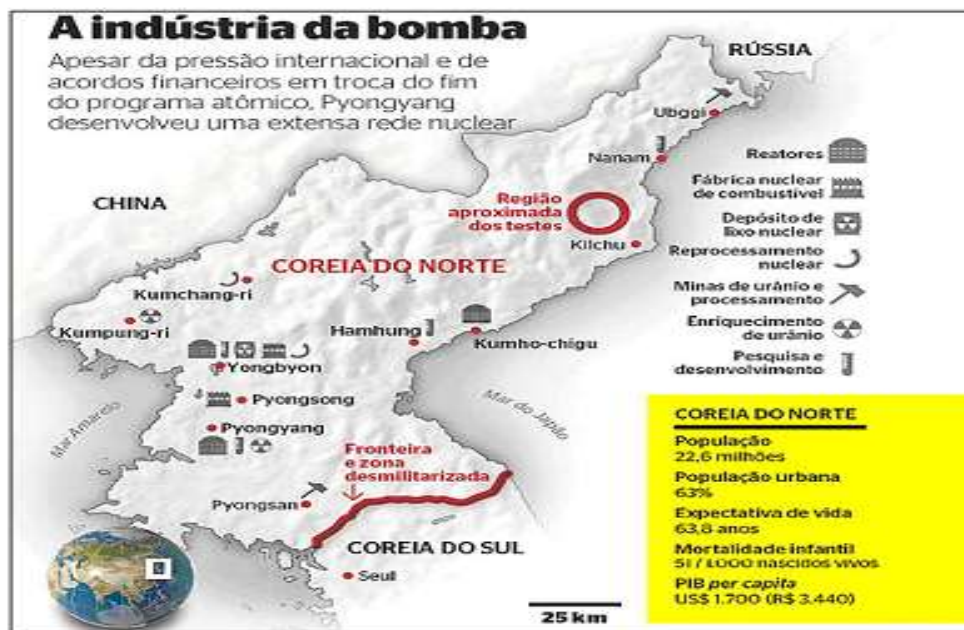 A indústria da bomba
Apesar da pressão internacional e de
acordos financeiros em troca do fim
do programa atômico, Pyongyang
desenvolveu uma extensa rede nuclear
RÚSSIA
Ubggi
Nanam
CHINA
Região
aproximada
dos testes
Kilchu
COREIA DO NORTE
Kumchang-ri
Kumpung-ri
Hamhung
Kumho-chigu
Yongbyon
Pyongsong
Pyongyang
Mar Amarelo
Mar do Japão
Fronteira
e zona
desmilitarizada
Pyongsan
COREIA DO SUL
Seul
25 km
Reatores
Fábrica nuclear
de combustível
Depósito de
lixo nuclear
Reprocessamento
nuclear
Minas de urânio e
processamento
Enriquecimento
de urânio
Pesquisa e
desenvolvimento
COREIA DO NORTE
População
22,6 milhões
População urbana
63%
Expectativa de vida
63,8 anos
Mortalidade infantil
51 / 1.000 nascidos vivos
PIB per capita
US$ 1.700 (R$ 3.440)